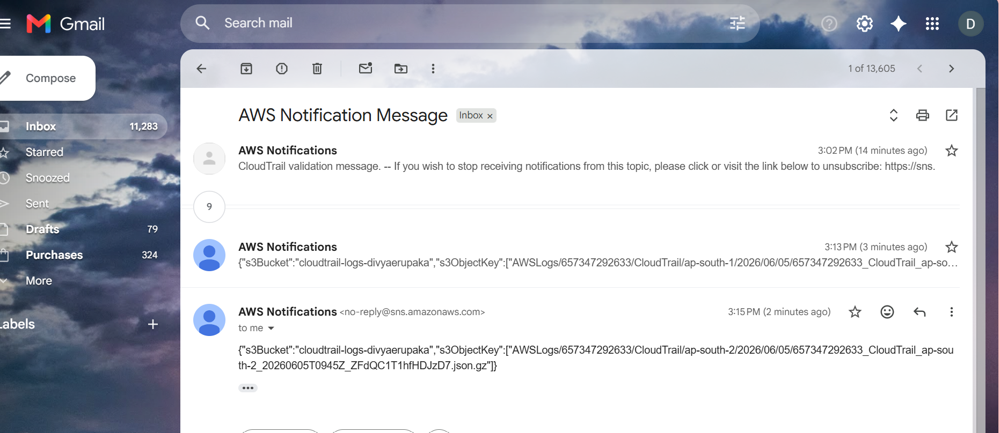 Gmail
Search mail
D
Compose
1 of 13,605
Inbox 11,283
Starred
Snoozed
Sent
Drafts 79
Purchases 324
More
Labels
AWS Notification Message Inbox ×
AWS Notifications 3:02 PM (14 minutes ago)
CloudTrail validation message. -- If you wish to stop receiving notifications from this topic, please click or visit the link below to unsubscribe: https://sns.
9
AWS Notifications 3:13 PM (3 minutes ago)
{"s3Bucket":"cloudtrail-logs-divyaerupaka","s3ObjectKey":["AWSLogs/657347292633/CloudTrail/ap-south-1/2026/06/05/657347292633_CloudTrail_ap-so…
AWS Notifications <no-reply@sns.amazonaws.com> 3:15 PM (2 minutes ago)
to me
{"s3Bucket":"cloudtrail-logs-divyaerupaka","s3ObjectKey":["AWSLogs/657347292633/CloudTrail/ap-south-2/2026/06/05/657347292633_CloudTrail_ap-sou
th-2_20260605T0945Z_ZFdQC1T1hfHDJzD7.json.gz"]}